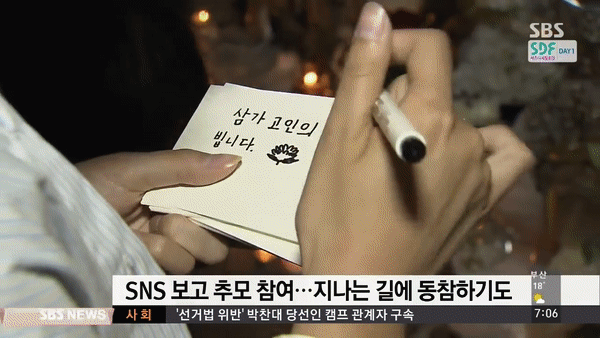 SBS
SDF DAY 1
삼가 고인의
빕니다.
SNS 보고 추모 참여…지나는 길에 동참하기도
부산
18°
SBS NEWS 사회 '선거법 위반' 박찬대 당선인 캠프 관계자 구속 7:06